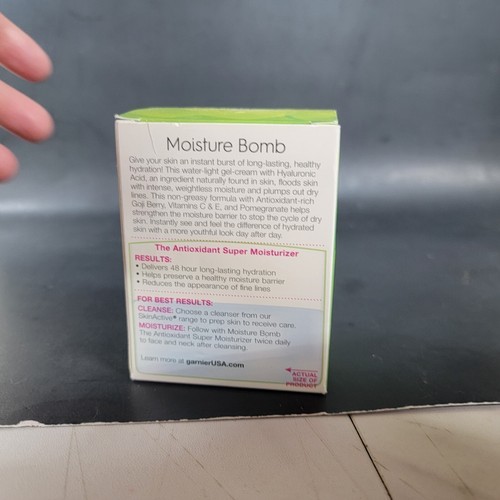 Moisture Bomb
Give your skin an instant burst of long-lasting, healthy
hydration! This water-light gel-cream with Hyaluronic
Acid, an ingredient naturally found in skin, floods skin
with intense, weightless moisture and plumps out dry
lines. This non-greasy formula with Antioxidant-rich
Goji Berry, Vitamins C & E, and Pomegranate helps
strengthen the moisture barrier to stop the cycle of dry
skin. instantly see and feel the difference of hydrated
skin with a more youthful look day after day.
The Antioxidant Super Moisturizer
RESULTS:
• Delivers 48 hour long-lasting hydration
• Helps preserve a healthy moisture barrier
• Reduces the appearance of fine lines
FOR BEST RESULTS:
CLEANSE: Choose a cleanser from our
SkinActive® range to prep skin to receive care.
MOISTURIZE: Follow with Moisture Bomb
The Antioxidant Super Moisturizer twice daily
to face and neck after cleansing.
Learn more at garnierUSA.com
ACTUAL
SIZE OF
PRODUCT